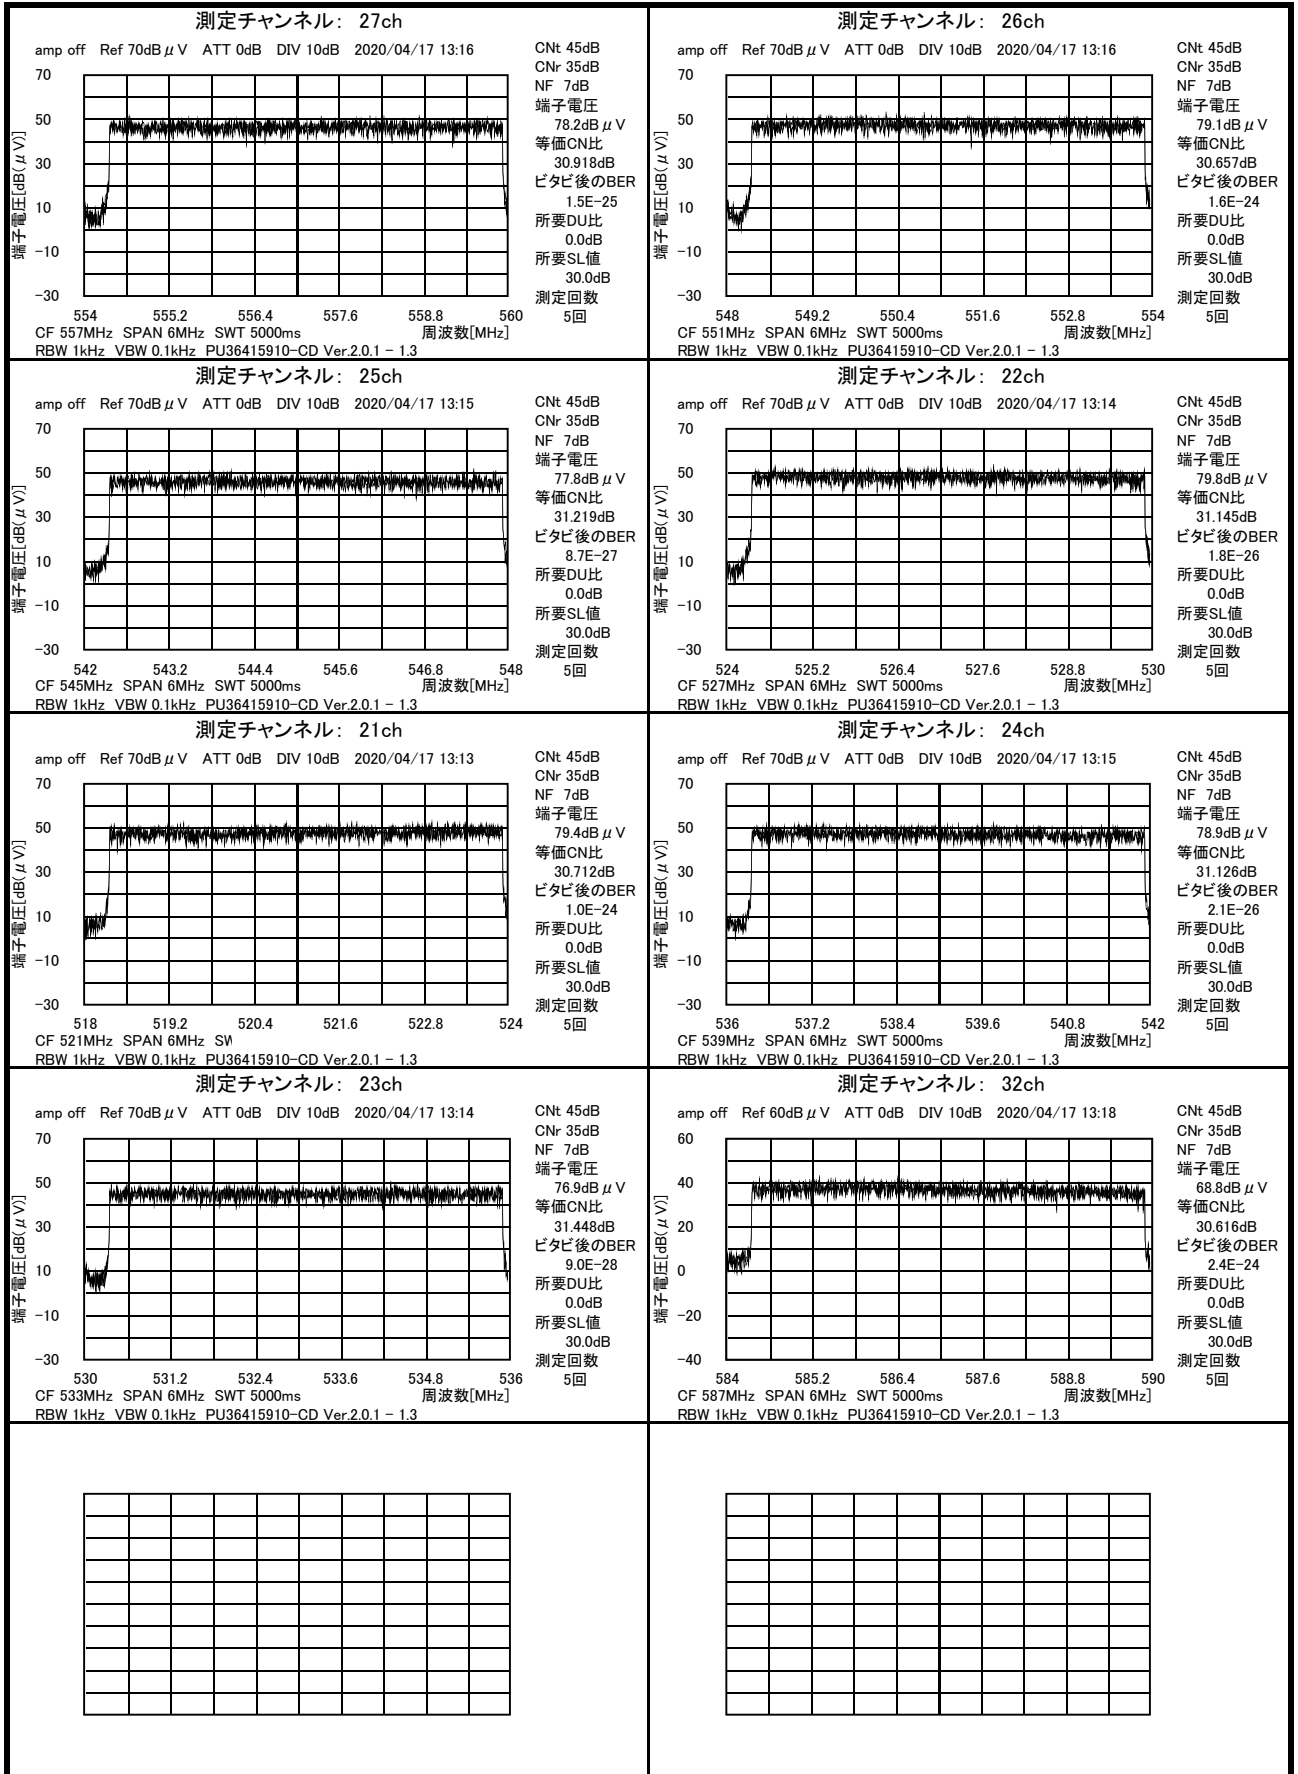 測定チャンネル： 27ch
amp off Ref 70dBμV ATT 0dB DIV 10dB 2020/04/17 13:16
CNt 45dB
CNr 35dB
NF 7dB
端子電圧
78.2dBμV
等価CN比
30.918dB
ビタビ後のBER
1.5E-25
所要DU比
0.0dB
所要SL値
30.0dB
測定回数
5回
端子電圧[dB(μV)]
70
50
30
10
-10
-30
554 555.2 556.4 557.6 558.8 560
CF 557MHz SPAN 6MHz SWT 5000ms 周波数[MHz]
RBW 1kHz VBW 0.1kHz PU36415910-CD Ver.2.0.1 - 1.3
測定チャンネル： 26ch
amp off Ref 70dBμV ATT 0dB DIV 10dB 2020/04/17 13:16
CNt 45dB
CNr 35dB
NF 7dB
端子電圧
79.1dBμV
等価CN比
30.657dB
ビタビ後のBER
1.6E-24
所要DU比
0.0dB
所要SL値
30.0dB
測定回数
5回
端子電圧[dB(μV)]
70
50
30
10
-10
-30
548 549.2 550.4 551.6 552.8 554
CF 551MHz SPAN 6MHz SWT 5000ms 周波数[MHz]
RBW 1kHz VBW 0.1kHz PU36415910-CD Ver.2.0.1 - 1.3
測定チャンネル： 25ch
amp off Ref 70dBμV ATT 0dB DIV 10dB 2020/04/17 13:15
CNt 45dB
CNr 35dB
NF 7dB
端子電圧
77.8dBμV
等価CN比
31.219dB
ビタビ後のBER
8.7E-27
所要DU比
0.0dB
所要SL値
30.0dB
測定回数
5回
端子電圧[dB(μV)]
70
50
30
10
-10
-30
542 543.2 544.4 545.6 546.8 548
CF 545MHz SPAN 6MHz SWT 5000ms 周波数[MHz]
RBW 1kHz VBW 0.1kHz PU36415910-CD Ver.2.0.1 - 1.3
測定チャンネル： 22ch
amp off Ref 70dBμV ATT 0dB DIV 10dB 2020/04/17 13:14
CNt 45dB
CNr 35dB
NF 7dB
端子電圧
79.8dBμV
等価CN比
31.145dB
ビタビ後のBER
1.8E-26
所要DU比
0.0dB
所要SL値
30.0dB
測定回数
5回
端子電圧[dB(μV)]
70
50
30
10
-10
-30
524 525.2 526.4 527.6 528.8 530
CF 527MHz SPAN 6MHz SWT 5000ms 周波数[MHz]
RBW 1kHz VBW 0.1kHz PU36415910-CD Ver.2.0.1 - 1.3
測定チャンネル： 21ch
amp off Ref 70dBμV ATT 0dB DIV 10dB 2020/04/17 13:13
CNt 45dB
CNr 35dB
NF 7dB
端子電圧
79.4dBμV
等価CN比
30.712dB
ビタビ後のBER
1.0E-24
所要DU比
0.0dB
所要SL値
30.0dB
測定回数
5回
端子電圧[dB(μV)]
70
50
30
10
-10
-30
518 519.2 520.4 521.6 522.8 524
CF 521MHz SPAN 6MHz SW
RBW 1kHz VBW 0.1kHz PU36415910-CD Ver.2.0.1 - 1.3
測定チャンネル： 24ch
amp off Ref 70dBμV ATT 0dB DIV 10dB 2020/04/17 13:15
CNt 45dB
CNr 35dB
NF 7dB
端子電圧
78.9dBμV
等価CN比
31.126dB
ビタビ後のBER
2.1E-26
所要DU比
0.0dB
所要SL値
30.0dB
測定回数
5回
端子電圧[dB(μV)]
70
50
30
10
-10
-30
536 537.2 538.4 539.6 540.8 542
CF 539MHz SPAN 6MHz SWT 5000ms 周波数[MHz]
RBW 1kHz VBW 0.1kHz PU36415910-CD Ver.2.0.1 - 1.3
測定チャンネル： 23ch
amp off Ref 70dBμV ATT 0dB DIV 10dB 2020/04/17 13:14
CNt 45dB
CNr 35dB
NF 7dB
端子電圧
76.9dBμV
等価CN比
31.448dB
ビタビ後のBER
9.0E-28
所要DU比
0.0dB
所要SL値
30.0dB
測定回数
5回
端子電圧[dB(μV)]
70
50
30
10
-10
-30
530 531.2 532.4 533.6 534.8 536
CF 533MHz SPAN 6MHz SWT 5000ms 周波数[MHz]
RBW 1kHz VBW 0.1kHz PU36415910-CD Ver.2.0.1 - 1.3
測定チャンネル： 32ch
amp off Ref 60dBμV ATT 0dB DIV 10dB 2020/04/17 13:18
CNt 45dB
CNr 35dB
NF 7dB
端子電圧
68.8dBμV
等価CN比
30.616dB
ビタビ後のBER
2.4E-24
所要DU比
0.0dB
所要SL値
30.0dB
測定回数
5回
端子電圧[dB(μV)]
60
40
20
0
-20
-40
584 585.2 586.4 587.6 588.8 590
CF 587MHz SPAN 6MHz SWT 5000ms 周波数[MHz]
RBW 1kHz VBW 0.1kHz PU36415910-CD Ver.2.0.1 - 1.3